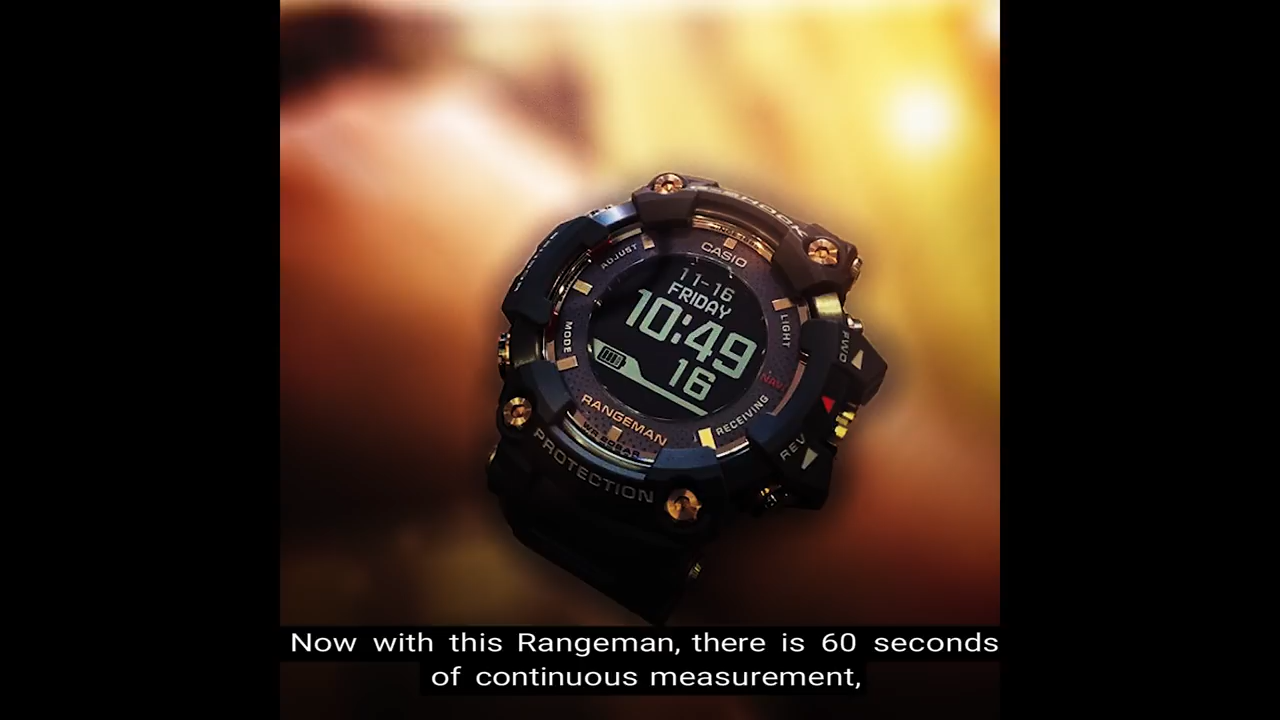 ADJUST
CASIO
LIGHT
MODE
11-16
FRIDAY
10:49
16
FWD
NAVI
RECEIVING
REV
RANGEMAN
PROTECTION
Now with this Rangeman, there is 60 seconds
of continuous measurement,